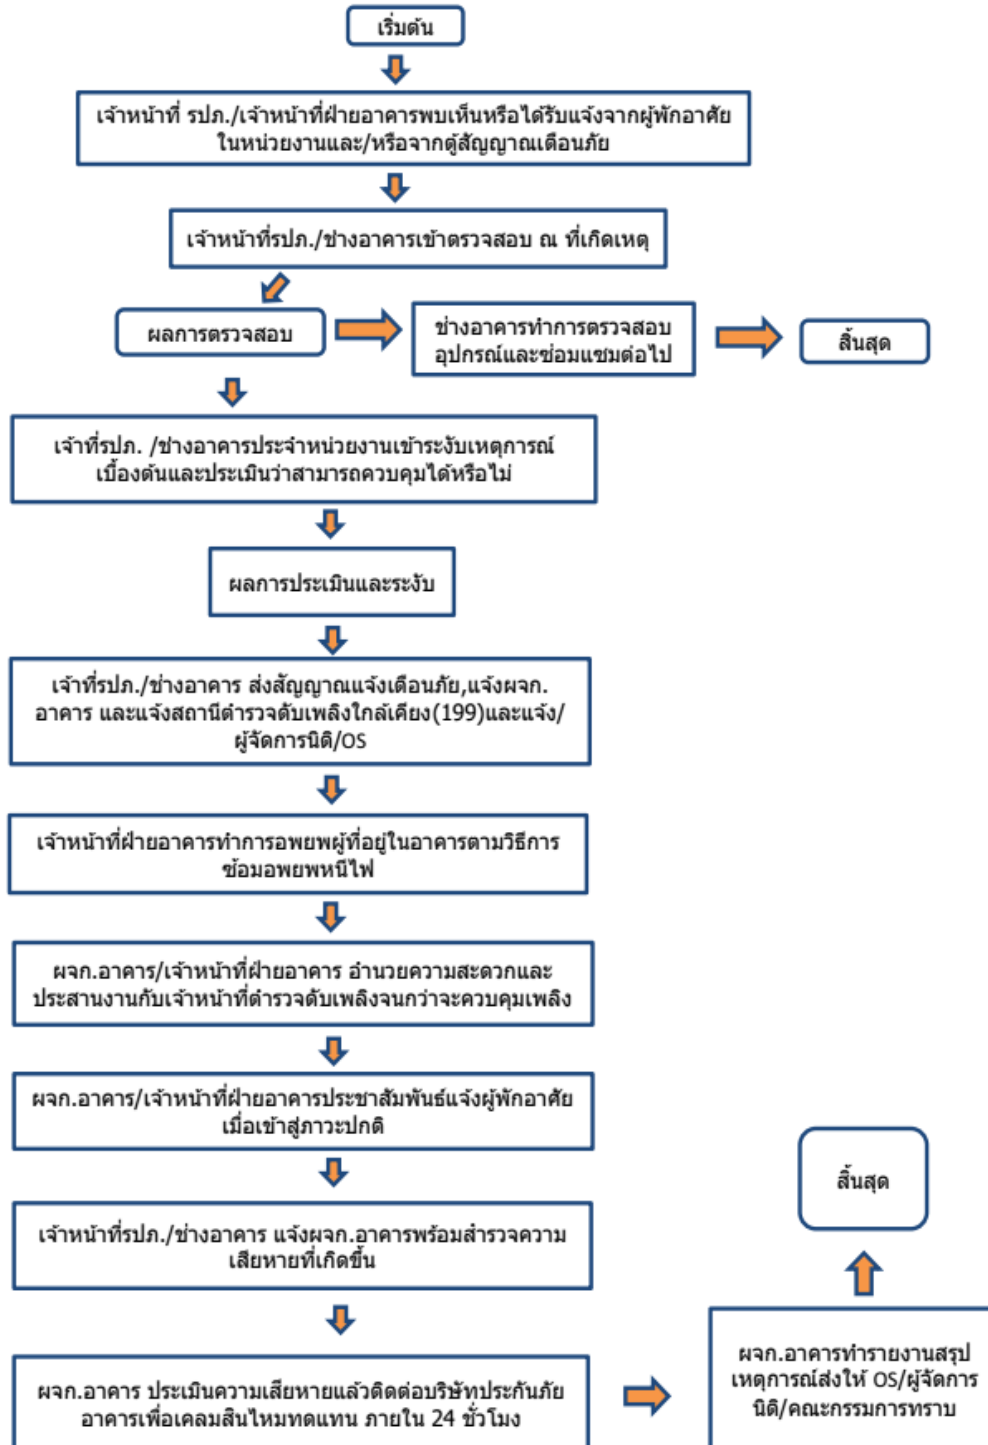 เริ่มต้น
เจ้าหน้าที่ รปภ./เจ้าหน้าที่ฝ่ายอาคารพบเห็นหรือได้รับแจ้งจากผู้พักอาศัย
ในหน่วยงานและ/หรือจากตู้สัญญาณเตือนภัย
เจ้าหน้าที่รปภ./ช่างอาคารเข้าตรวจสอบ ณ ที่เกิดเหตุ
ผลการตรวจสอบ
ช่างอาคารทำการตรวจสอบ
อุปกรณ์และซ่อมแซมต่อไป
สิ้นสุด
เจ้าที่รปภ. /ช่างอาคารประจำหน่วยงานเข้าระงับเหตุการณ์
เบื้องต้นและประเมินว่าสามารถควบคุมได้หรือไม่
ผลการประเมินและระงับ
เจ้าที่รปภ./ช่างอาคาร ส่งสัญญาณแจ้งเตือนภัย,แจ้งผจก.
อาคาร และแจ้งสถานีตำรวจดับเพลิงใกล้เคียง(199)และแจ้ง/
ผู้จัดการนิติ/OS
เจ้าหน้าที่ฝ่ายอาคารทำการอพยพผู้ที่อยู่ในอาคารตามวิธีการ
ซ้อมอพยพหนีไฟ
ผจก.อาคาร/เจ้าหน้าที่ฝ่ายอาคาร อำนวยความสะดวกและ
ประสานงานกับเจ้าหน้าที่ตำรวจดับเพลิงจนกว่าจะควบคุมเพลิง
ผจก.อาคาร/เจ้าหน้าที่ฝ่ายอาคารประชาสัมพันธ์แจ้งผู้พักอาศัย
เมื่อเข้าสู่ภาวะปกติ
เจ้าหน้าที่รปภ./ช่างอาคาร แจ้งผจก.อาคารพร้อมสำรวจความ
เสียหายที่เกิดขึ้น
ผจก.อาคาร ประเมินความเสียหายแล้วติดต่อบริษัทประกันภัย
อาคารเพื่อเคลมสินไหมทดแทน ภายใน 24 ชั่วโมง
ผจก.อาคารทำรายงานสรุป
เหตุการณ์ส่งให้ OS/ผู้จัดการ
นิติ/คณะกรรมการทราบ
สิ้นสุด